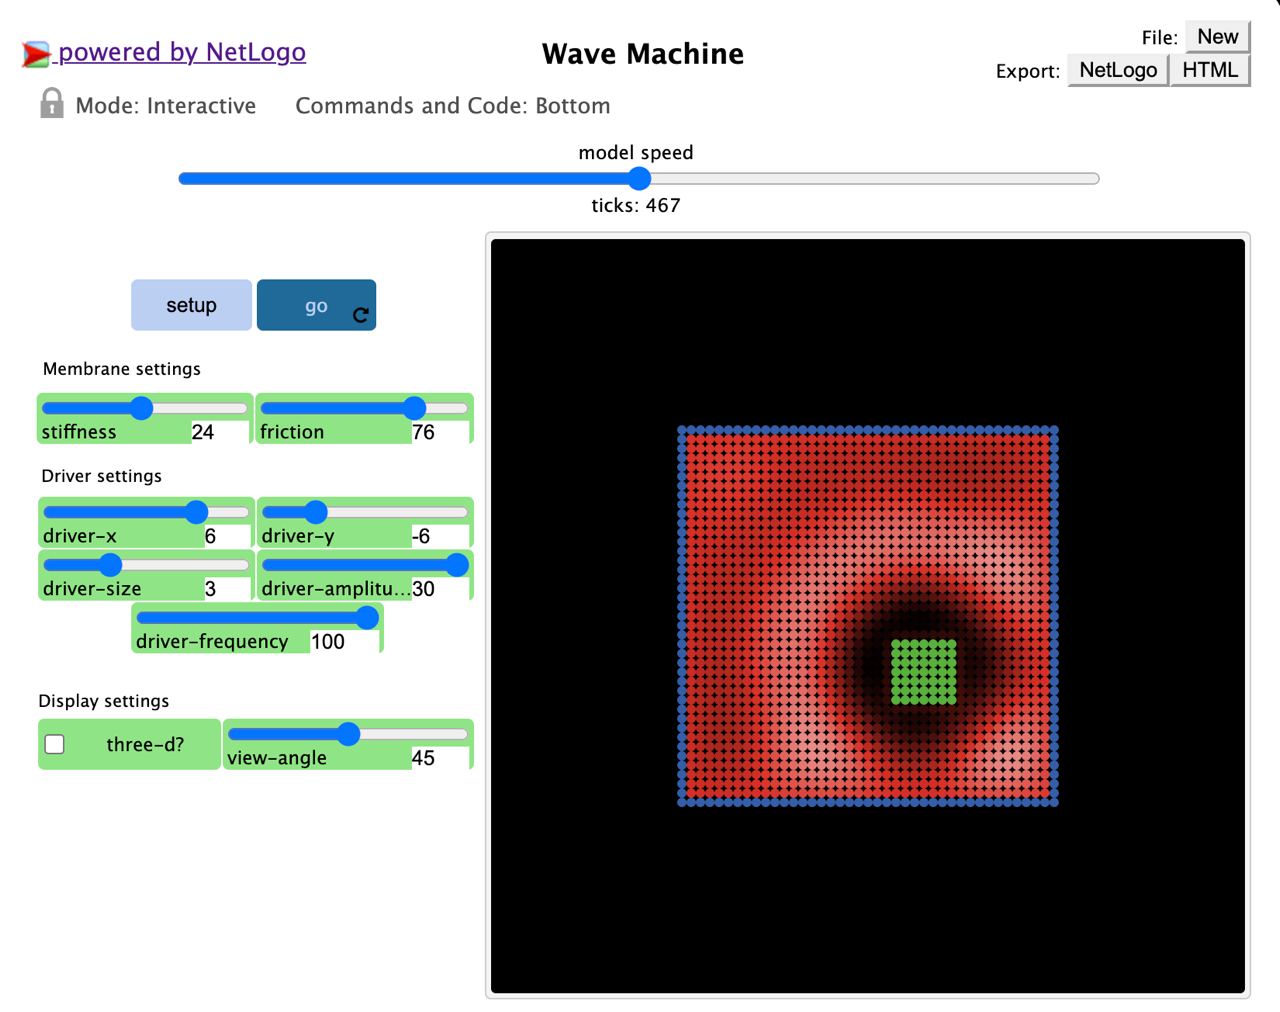 powered by NetLogo
Wave Machine
File: New
Export: NetLogo HTML
Mode: Interactive Commands and Code: Bottom
model speed
ticks: 467
setup go
Membrane settings
stiffness 24 friction 76
Driver settings
driver-x 6 driver-y -6
driver-size 3 driver-amplitu... 30
driver-frequency 100
Display settings
three-d? view-angle 45